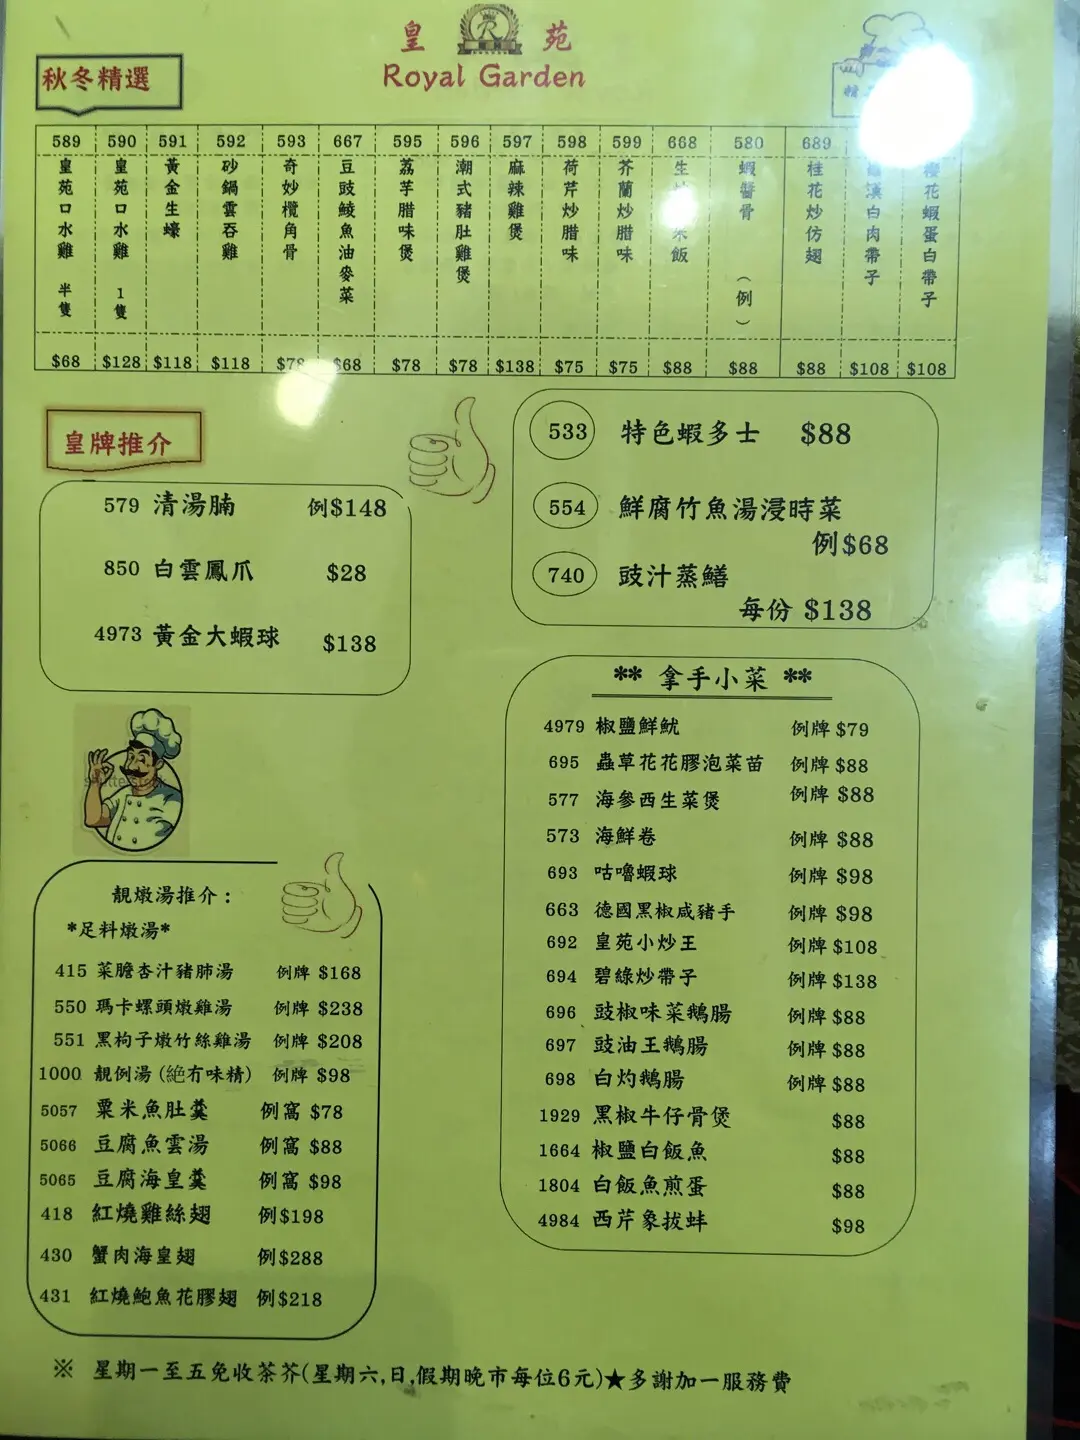 皇 苑
Royal Garden
秋冬精選
589 皇苑口水雞 半隻 $68
590 皇苑口水雞 1隻 $128
591 黃金生蠔 $118
592 砂鍋雲吞雞 $118
593 奇妙欖角骨 $78
667 豆豉鯪魚油麥菜 $68
595 荔芋腊味煲 $78
596 潮式豬肚雞煲 $78
597 麻辣雞煲 $138
598 荷芹炒腊味 $75
599 芥蘭炒腊味 $75
668 生 飯 $88
580 蝦醬骨 (例) $88
689 桂花炒仿翅 $88
漢白肉帶子 $108
花蝦蛋白帶子 $108
皇牌推介
579 清湯腩 例$148
850 白雲鳳爪 $28
4973 黃金大蝦球 $138
533 特色蝦多士 $88
554 鮮腐竹魚湯浸時菜
例$68
740 豉汁蒸鱔
每份 $138
** 拿手小菜 **
4979 椒鹽鮮魷 例牌 $79
695 蟲草花花膠泡菜苗 例牌 $88
577 海參西生菜煲 例牌 $88
573 海鮮卷 例牌 $88
693 咕嚕蝦球 例牌 $98
663 德國黑椒咸豬手 例牌 $98
692 皇苑小炒王 例牌 $108
694 碧綠炒帶子 例牌 $138
696 豉椒味菜鵝腸 例牌 $88
697 豉油王鵝腸 例牌 $88
698 白灼鵝腸 例牌 $88
1929 黑椒牛仔骨煲 $88
1664 椒鹽白飯魚 $88
1804 白飯魚煎蛋 $88
4984 西芹象拔蚌 $98
靚燉湯推介：
*足料燉湯*
415 菜膽杏汁豬肺湯 例牌 $168
550 瑪卡螺頭燉雞湯 例牌 $238
551 黑枸子燉竹絲雞湯 例牌 $208
1000 靚例湯 (絕冇味精) 例牌 $98
5057 粟米魚肚羹 例窩 $78
5066 豆腐魚雲湯 例窩 $88
5065 豆腐海皇羹 例窩 $98
418 紅燒雞絲翅 例$198
430 蟹肉海皇翅 例$288
431 紅燒鮑魚花膠翅 例$218
※ 星期一至五免收茶芥(星期六,日,假期晚市每位6元)★多謝加一服務費